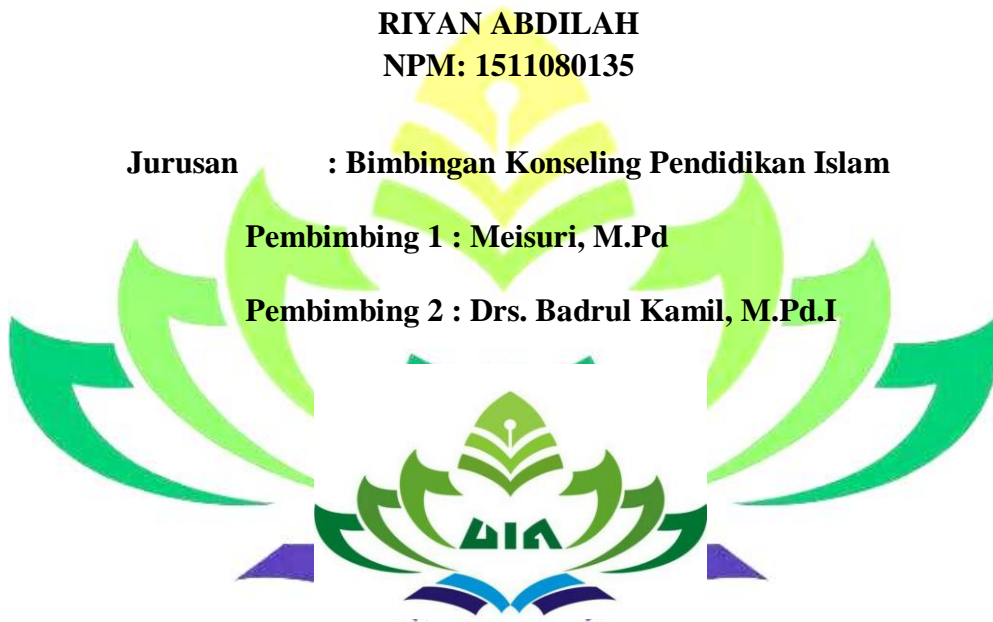 RIYAN ABDILAH
NPM: 1511080135
Jurusan : Bimbingan Konseling Pendidikan Islam
Pembimbing 1 : Meisuri, M.Pd
Pembimbing 2 : Drs. Badrul Kamil, M.Pd.I
UIN